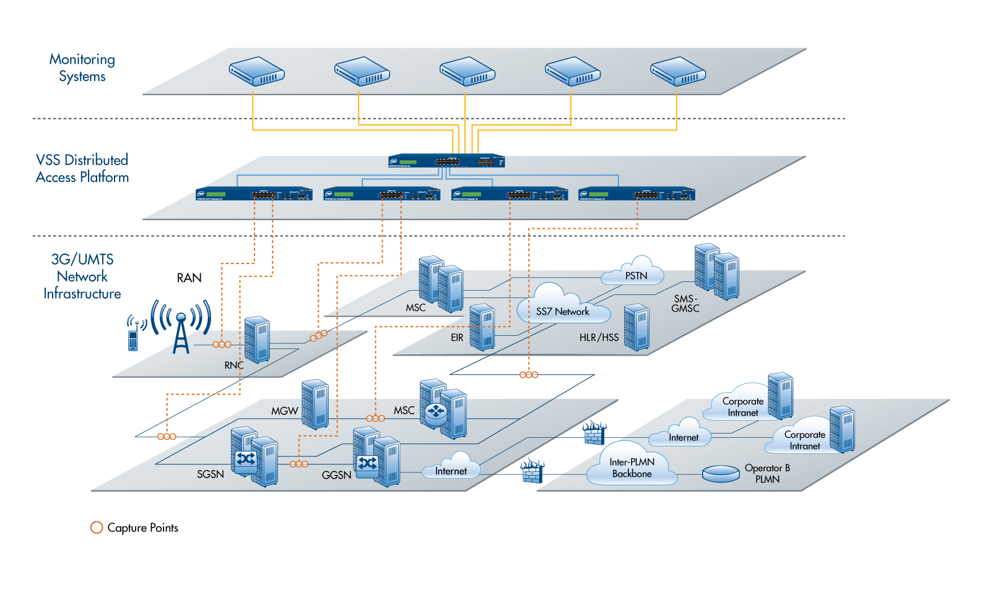 Monitoring
Systems
VSS Distributed
Access Platform
3G/UMTS
Network
Infrastructure
RAN
RNC
MSC
PSTN
SS7 Network
SMS-
GMSC
EIR
HLR/HSS
MGW
MSC
SGSN
GGSN
Internet
Corporate
Intranet
Internet
Corporate
Intranet
Inter-PLMN
Backbone
Operator B
PLMN
Capture Points